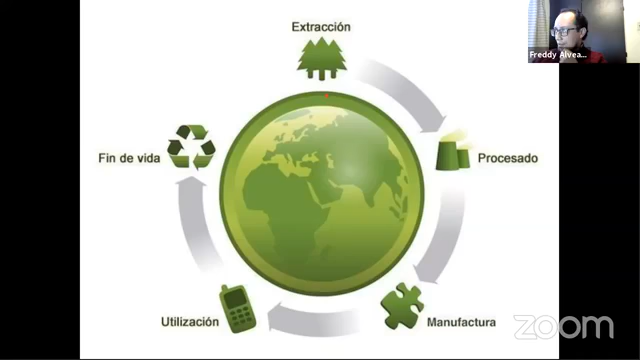 Extracción
Freddy Alvea...
Fin de vida
Procesado
Utilización
Manufactura
zoom